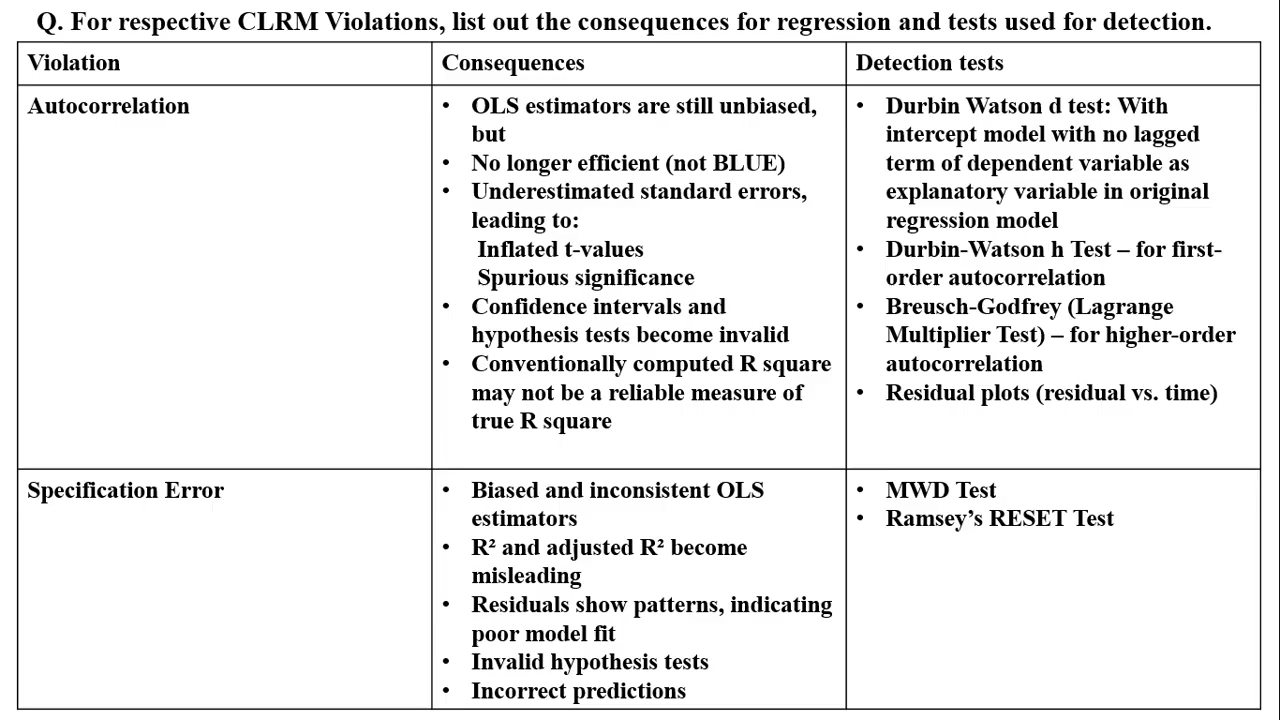 Q. For respective CLRM Violations, list out the consequences for regression and tests used for detection.
Violation
Consequences
Detection tests
Autocorrelation
• OLS estimators are still unbiased,
but
• No longer efficient (not BLUE)
• Underestimated standard errors,
leading to:
Inflated t-values
Spurious significance
• Confidence intervals and
hypothesis tests become invalid
• Conventionally computed R square
may not be a reliable measure of
true R square
• Durbin Watson d test: With
intercept model with no lagged
term of dependent variable as
explanatory variable in original
regression model
• Durbin-Watson h Test – for first-
order autocorrelation
• Breusch-Godfrey (Lagrange
Multiplier Test) – for higher-order
autocorrelation
• Residual plots (residual vs. time)
Specification Error
• Biased and inconsistent OLS
estimators
• R² and adjusted R² become
misleading
• Residuals show patterns, indicating
poor model fit
• Invalid hypothesis tests
• Incorrect predictions
• MWD Test
• Ramsey’s RESET Test